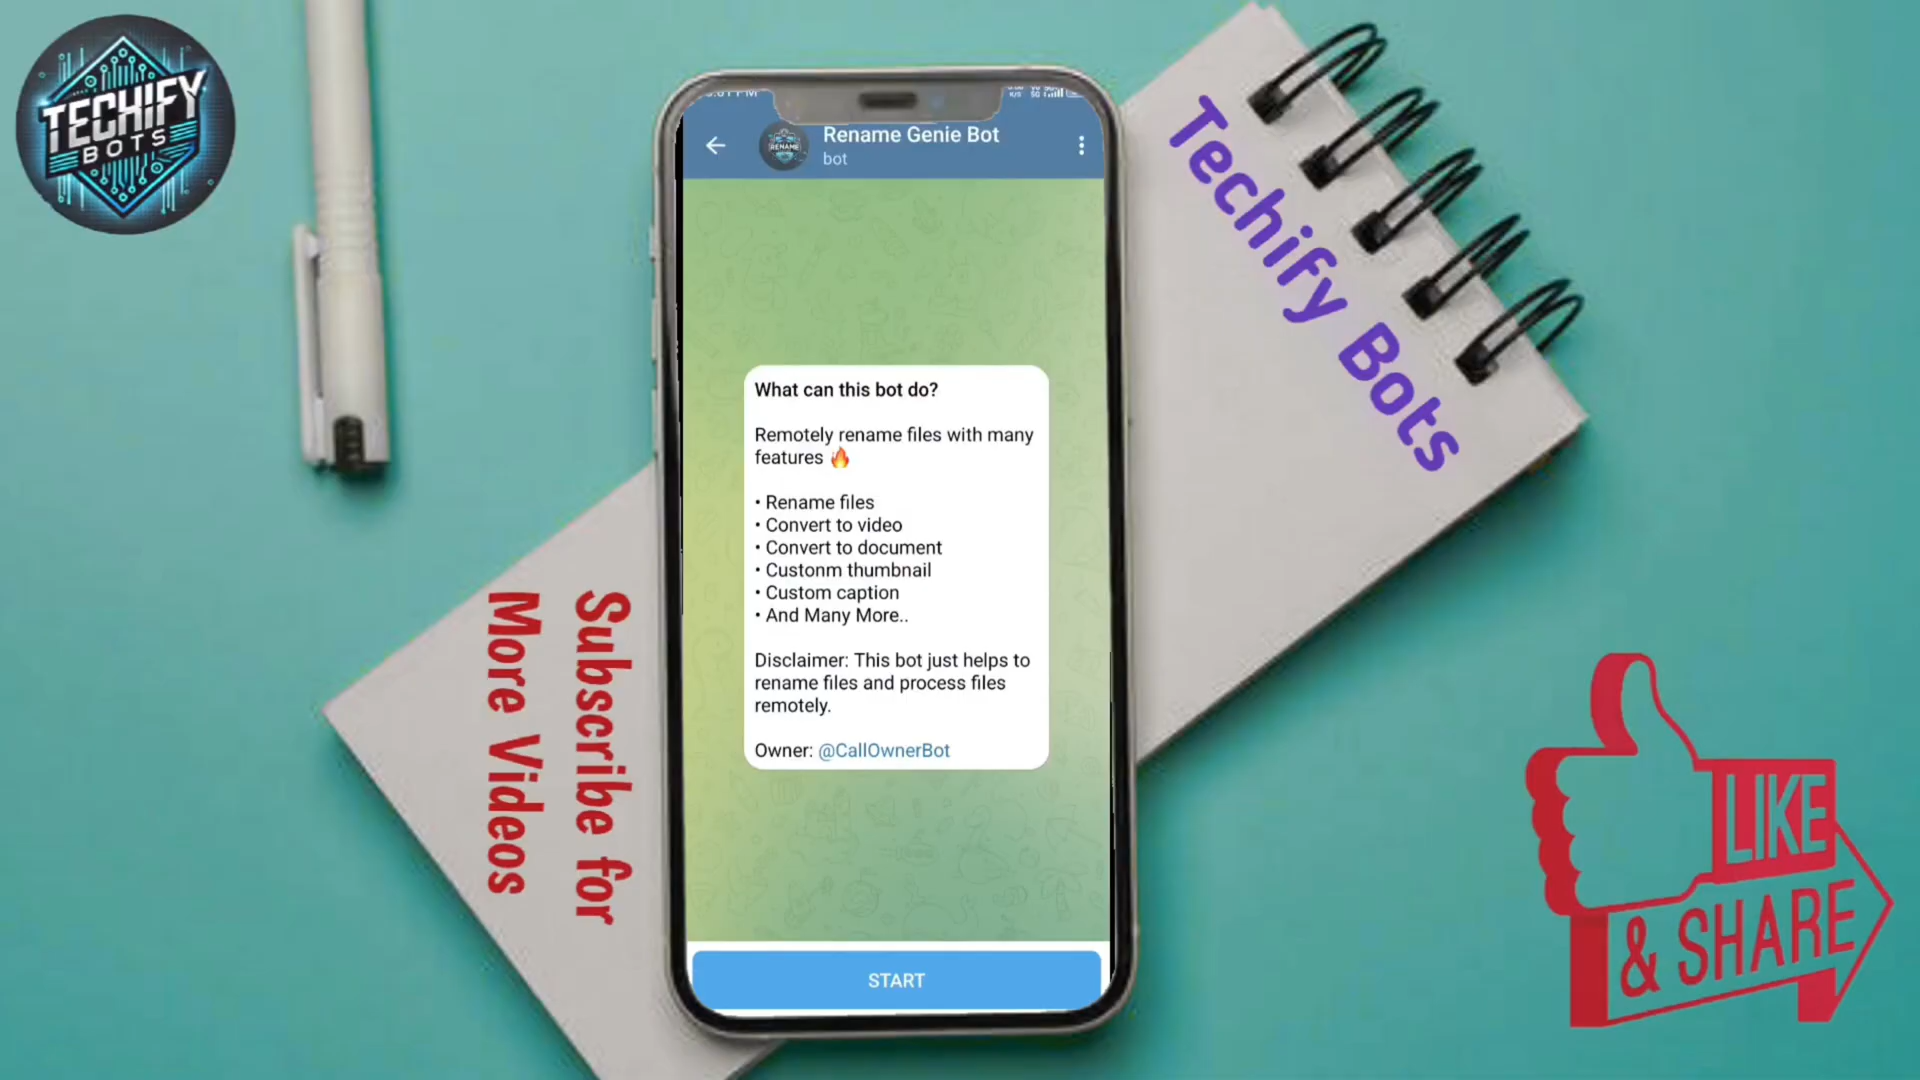 TECHIFY
BOTS
Rename Genie Bot
bot
RENAME
What can this bot do?
Remotely rename files with many
features 🔥
• Rename files
• Convert to video
• Convert to document
• Customm thumbnail
• Custom caption
• And Many More..
Disclaimer: This bot just helps to
rename files and process files
remotely.
Owner: @CallOwnerBot
START
Techify Bots
Subscribe for
More Videos
LIKE
& SHARE